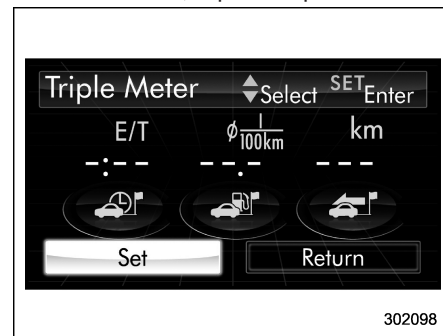 Triple Meter Select SET Enter
E/T ø l/100km km
-:-- --.- ---
Set Return
302098